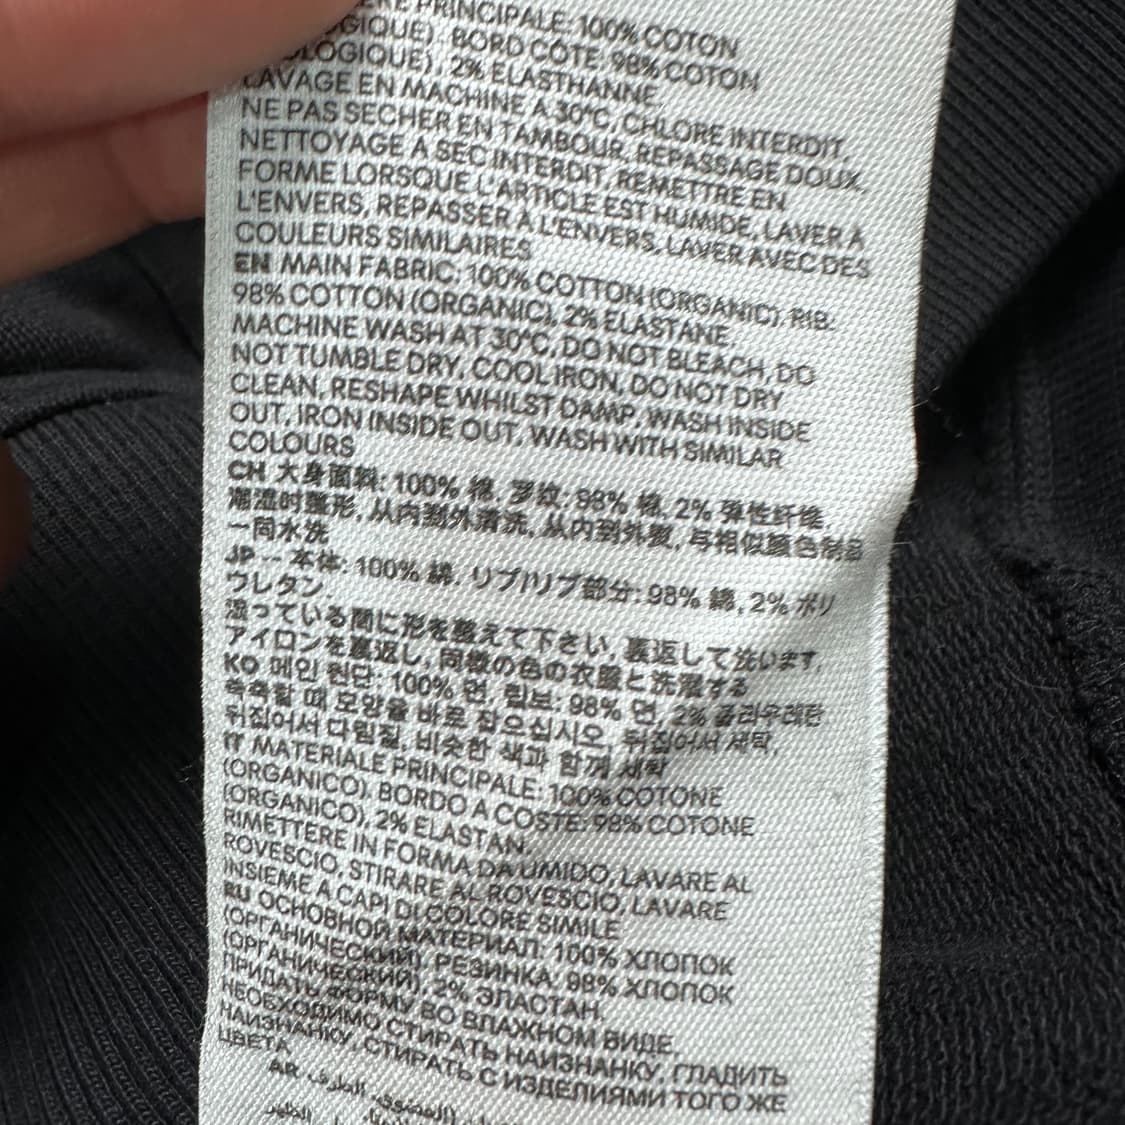 PRINCIPALE: 100% COTON
BORD CÔTE: 98% COTON
2% ELASTHANNE.
LAVAGE EN MACHINE A 30°C, CHLORE INTERDIT,
NE PAS SECHER EN TAMBOUR, REPASSAGE DOUX,
NETTOYAGE A SEC INTERDIT, REMETTRE EN
FORME LORSQUE L'ARTICLE EST HUMIDE, LAVER A
L'ENVERS, REPASSER À L'ENVERS, LAVER AVEC DES
COULEURS SIMILAIRES
EN MAIN FABRIC: 100% COTTON (ORGANIC). RIB:
98% COTTON (ORGANIC), 2% ELASTANE
MACHINE WASH AT 30°C, DO NOT BLEACH, DO
NOT TUMBLE DRY, COOL IRON, DO NOT DRY
CLEAN, RESHAPE WHILST DAMP, WASH INSIDE
OUT, IRON INSIDE OUT, WASH WITH SIMILAR
COLOURS
CH 大身面料: 100% 棉. 罗纹: 98% 棉, 2% 弹性纤维.
潮湿时整形, 从内到外清洗, 从内到外熨, 与相似颜色制品
一同水洗
JP -- 本体: 100% 綿. リブ/リブ部分: 98% 綿, 2% ポリ
ウレタン.
湿っている間に形を整えて下さい, 裏返して洗います,
アイロンを裏返し, 同様の色の衣服と洗濯する
KO 메인 원단: 100% 면, 립브: 98% 면, 2% 폴리우레탄
축축할 때 모양을 바로 잡으십시오, 뒤집어서 세탁,
뒤집어서 다림질, 비슷한 색과 함께 세탁
IT MATERIALE PRINCIPALE: 100% COTONE
(ORGANICO). BORDO A COSTE: 98% COTONE
(ORGANICO), 2% ELASTAN.
RIMETTERE IN FORMA DA UMIDO, LAVARE AL
ROVESCIO, STIRARE AL ROVESCIO, LAVARE
INSIEME A CAPI DI COLORE SIMILE
RU ОСНОВНОЙ МАТЕРИАЛ: 100% ХЛОПОК
(ОРГАНИЧЕСКИЙ). РЕЗИНКА: 98% ХЛОПОК
(ОРГАНИЧЕСКИЙ), 2% ЭЛАСТАН.
ПРИДАТЬ ФОРМУ ВО ВЛАЖНОМ ВИДЕ,
НЕОБХОДИМО СТИРАТЬ НАИЗНАНКУ, ГЛАДИТЬ
НАИЗНАНКУ, СТИРАТЬ С ИЗДЕЛИЯМИ ТОГО ЖЕ
ЦВЕТА
AR